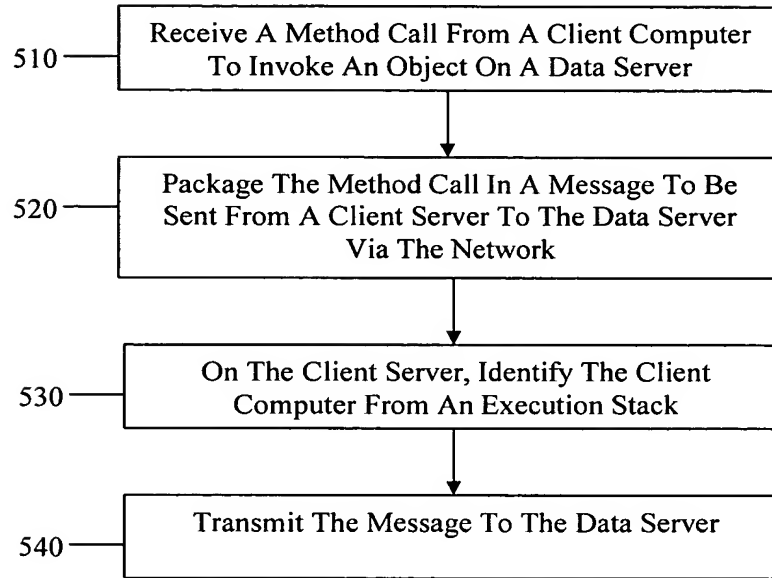 510
Receive A Method Call From A Client Computer
To Invoke An Object On A Data Server
520
Package The Method Call In A Message To Be
Sent From A Client Server To The Data Server
Via The Network
530
On The Client Server, Identify The Client
Computer From An Execution Stack
540
Transmit The Message To The Data Server